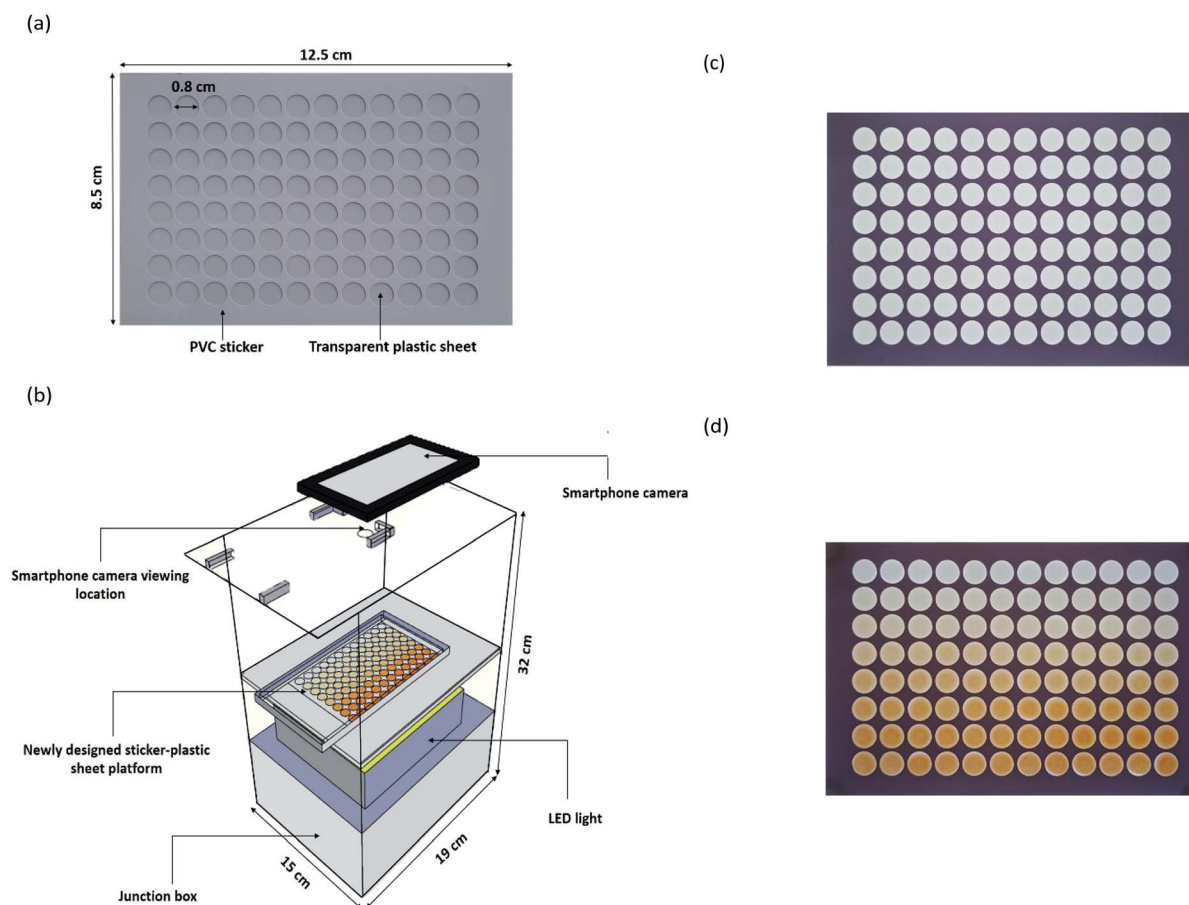 (a)
12.5 cm
0.8 cm
8.5 cm
PVC sticker
Transparent plastic sheet
(b)
Smartphone camera
Smartphone camera viewing
location
32 cm
Newly designed sticker-plastic
sheet platform
LED light
19 cm
15 cm
Junction box
(c)
(d)